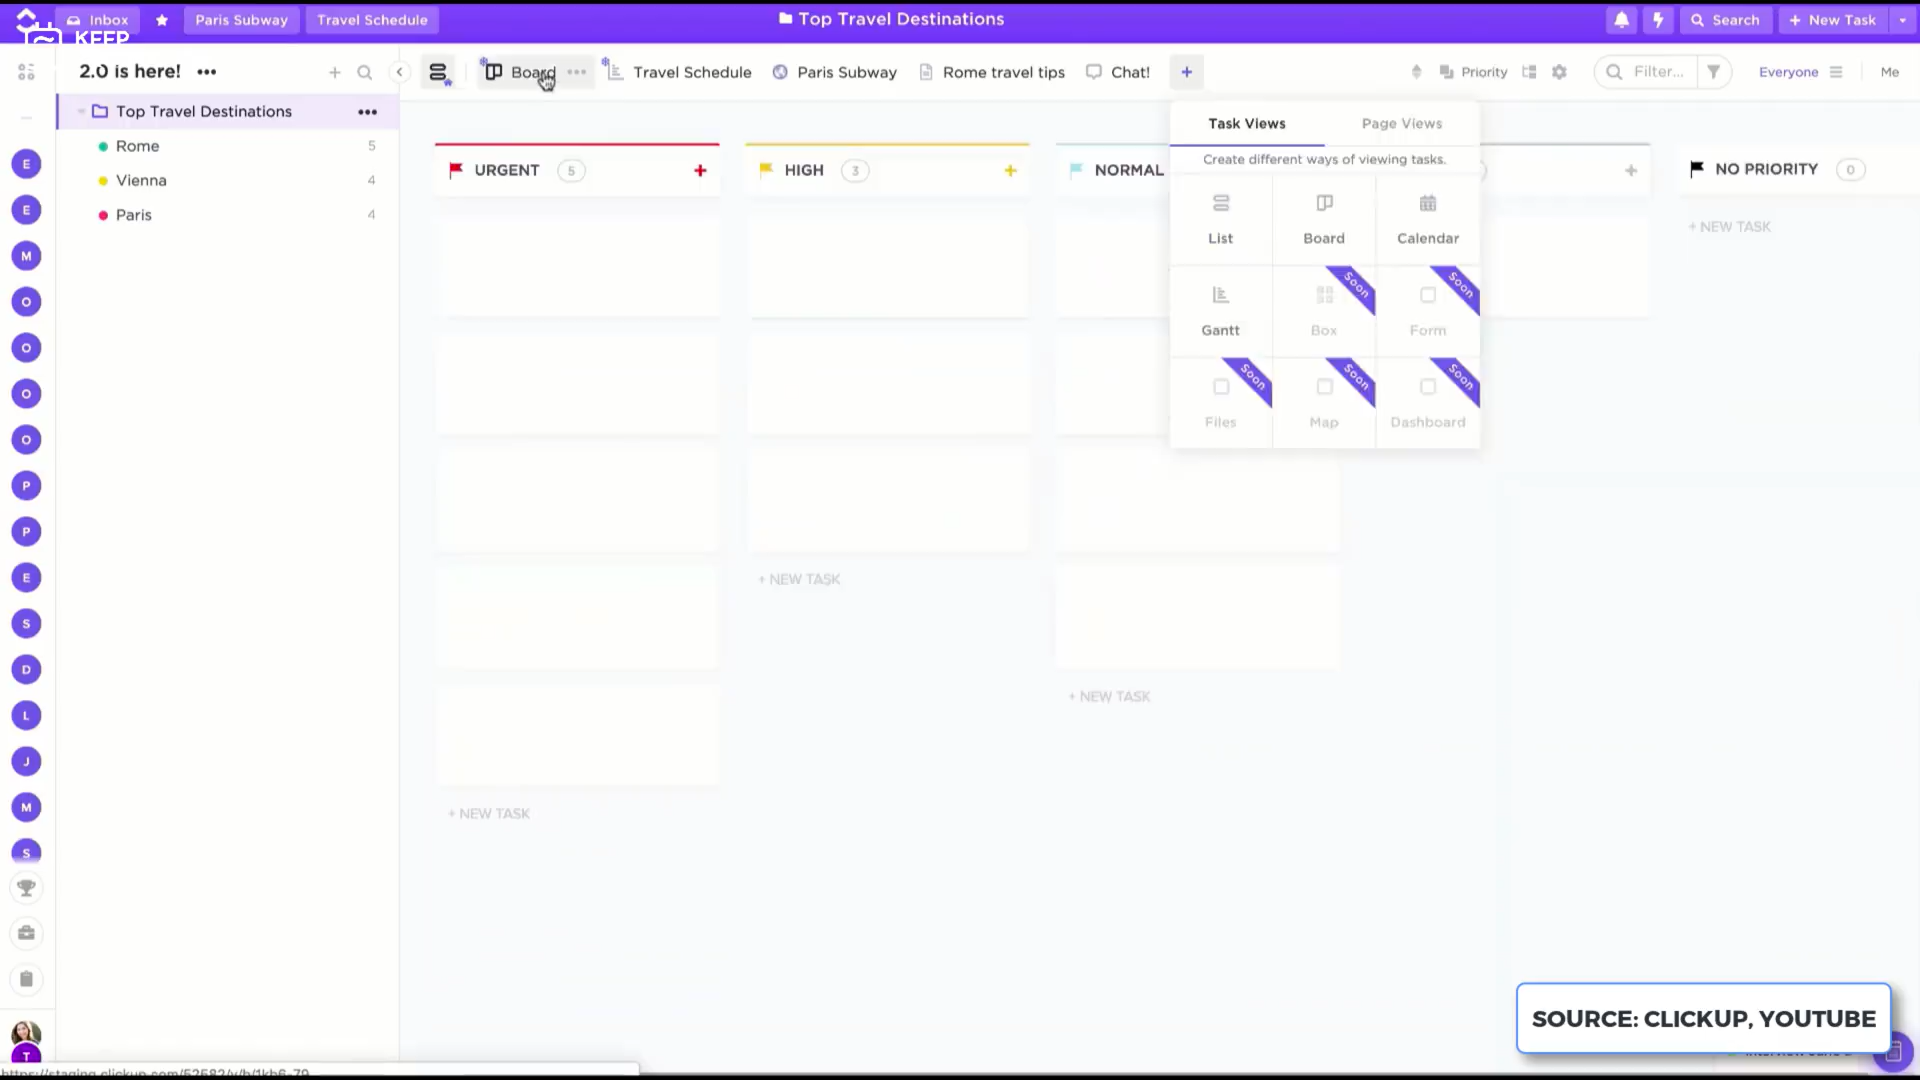 Inbox
Paris Subway
Travel Schedule
Top Travel Destinations
Search
+ New Task
KEEP
2.0 is here!
Board
Travel Schedule
Paris Subway
Rome travel tips
Chat!
Priority
Filter...
Everyone
Me
Top Travel Destinations
Rome 5
Vienna 4
Paris 4
Task Views
Page Views
Create different ways of viewing tasks.
List
Board
Calendar
Gantt
Box
Soon
Form
Soon
Files
Soon
Map
Soon
Dashboard
Soon
URGENT 5
HIGH 3
NORMAL
NO PRIORITY 0
+ NEW TASK
+ NEW TASK
+ NEW TASK
+ NEW TASK
E
E
M
O
O
O
O
P
P
E
S
D
L
J
M
S
T
SOURCE: CLICKUP, YOUTUBE